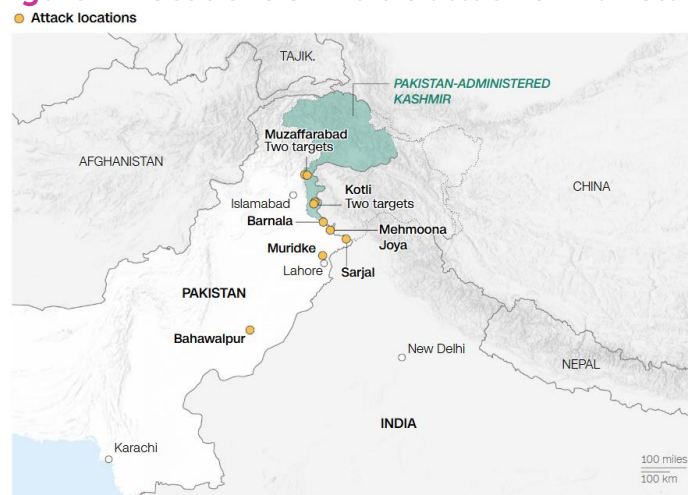 Attack locations
TAJIK.
PAKISTAN-ADMINISTERED
KASHMIR
Muzaffarabad
Two targets
AFGHANISTAN
CHINA
Kotli
Two targets
Islamabad
Barnala
Mehmoona
Joya
Muridke
Lahore
Sarjal
PAKISTAN
Bahawalpur
New Delhi
NEPAL
INDIA
Karachi
100 miles
100 km